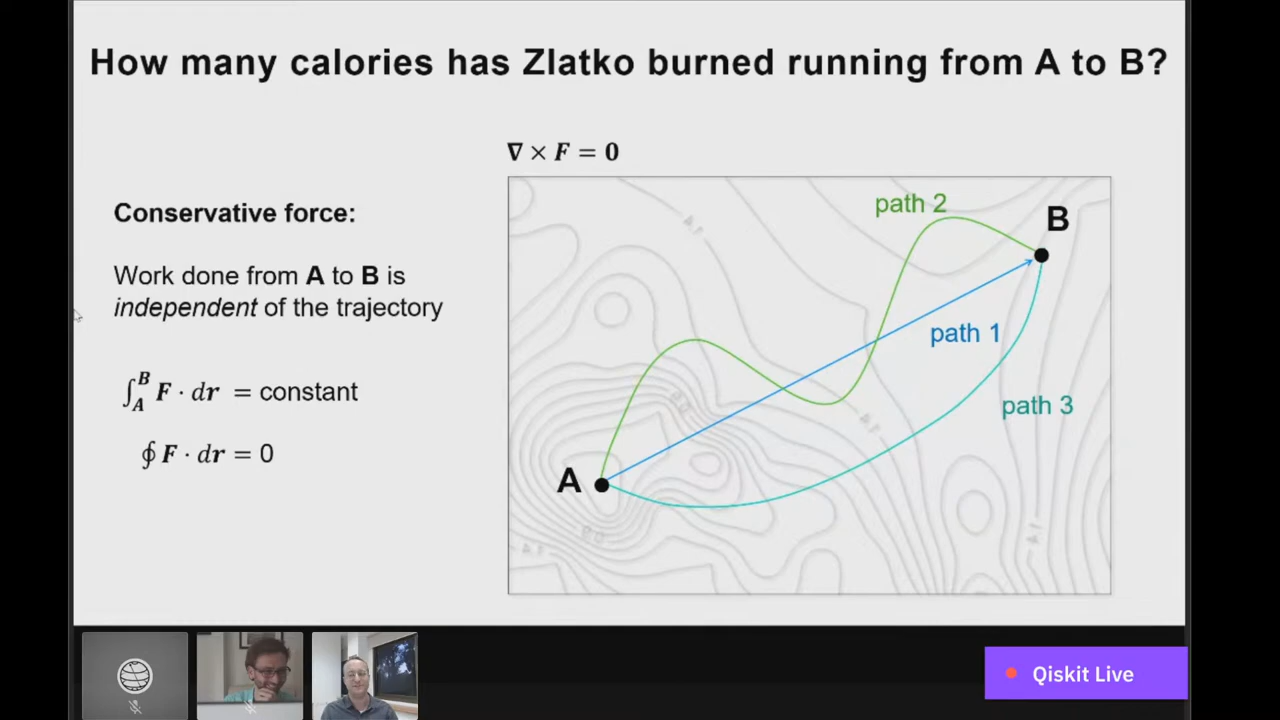 How many calories has Zlatko burned running from A to B?
∇ × F = 0
Conservative force:
Work done from A to B is
independent of the trajectory
∫_A^B F · dr = constant
∮ F · dr = 0
path 2
B
path 1
path 3
A
Qiskit Live